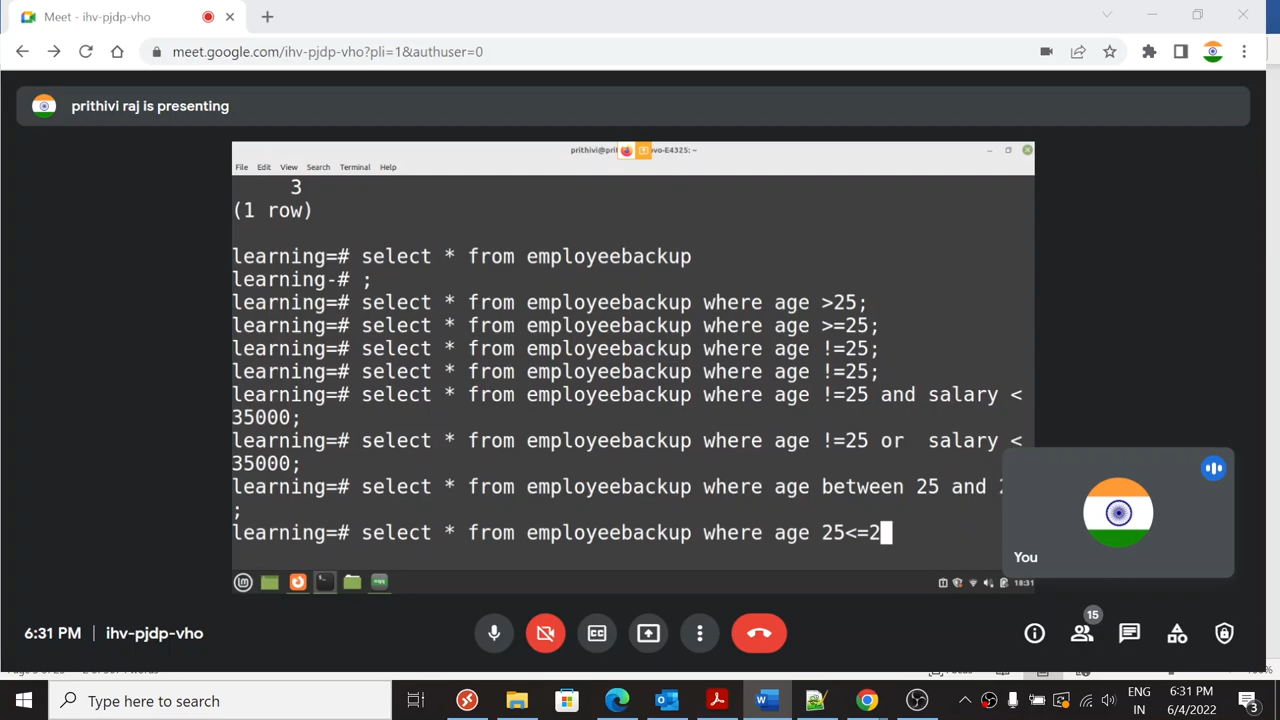 Meet - ihv-pjdp-vho
meet.google.com/ihv-pjdp-vho?pli=1&authuser=0
prithivi raj is presenting
File Edit View Search Terminal Help
3
(1 row)
learning=# select * from employeebackup
learning-# ;
learning=# select * from employeebackup where age >25;
learning=# select * from employeebackup where age >=25;
learning=# select * from employeebackup where age !=25;
learning=# select * from employeebackup where age !=25;
learning=# select * from employeebackup where age !=25 and salary <
35000;
learning=# select * from employeebackup where age !=25 or  salary <
35000;
learning=# select * from employeebackup where age between 25 and
;
learning=# select * from employeebackup where age 25<=2
You
18:31
6:31 PM | ihv-pjdp-vho
15
Type here to search
ENG
IN
6:31 PM
6/4/2022
3